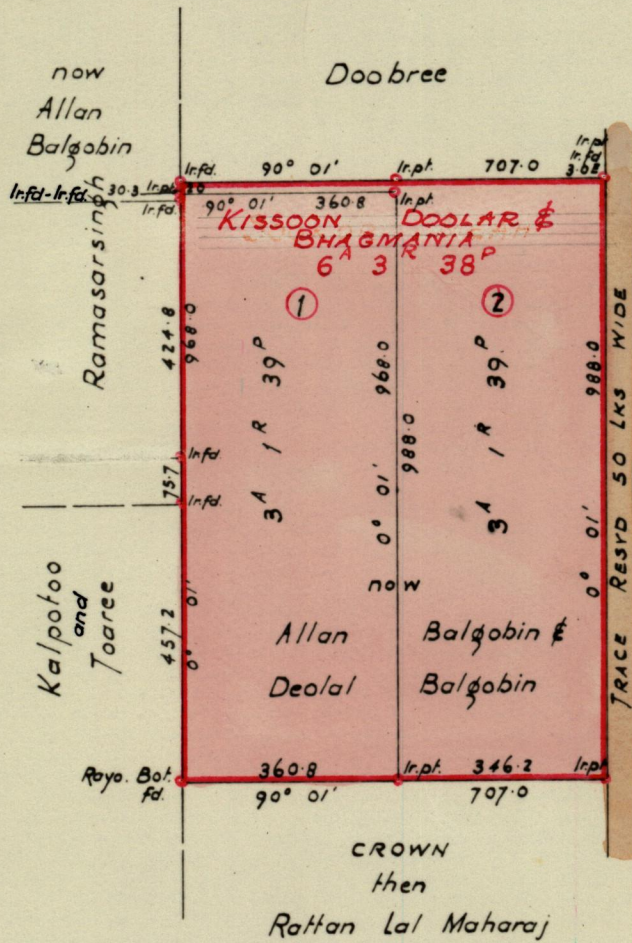 now
Allan
Balgobin
Doobree
Ir.pt.
Ir.fd
3.0E
Ir.fd.
90° 01'
Ir.pt.
707.0
Ir.fd-Ir.fd.
30.3
Ir.pt.
20
Ir.fd.
90° 01'
360.8
Ir.pt.
KISSOON DOOLAR &
BHAGMANIA
6ᴬ 3ᴿ 38ᴾ
1
2
Ramasarsingh
424.8
968.0
3ᴬ 1ᴿ 39ᴾ
968.0
988.0
0° 01'
3ᴬ 1ᴿ 39ᴾ
988.0
0° 01'
TRACE RESVD 50 LKS WIDE
Ir.fd.
75.7
Ir.fd.
Kalpotoo
and
Toaree
457.2
0° 01'
now
Allan Balgobin &
Deolal Balgobin
Rayo. Bot.
fd.
360.8
Ir.pt.
346.2
Ir.pt
90° 01'
707.0
CROWN
then
Rattan Lal Maharaj